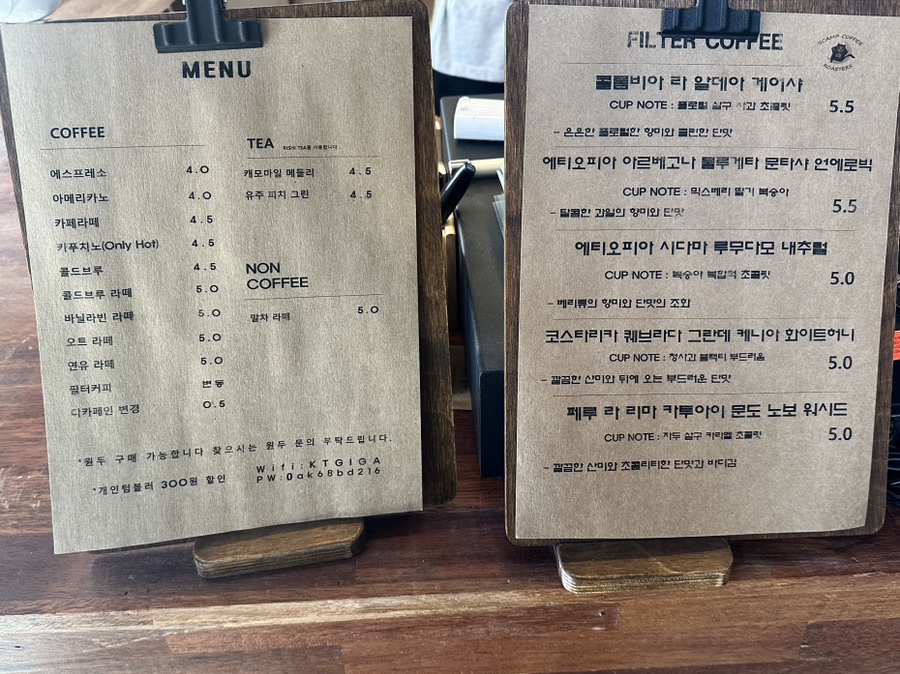 MENU
COFFEE
에스프레소 4.0
아메리카노 4.0
카페라떼 4.5
카푸치노(Only Hot) 4.5
콜드브루 4.5
콜드브루 라떼 5.0
바닐라빈 라떼 5.0
오트 라떼 5.0
연유 라떼 5.0
필터커피 변동
디카페인 변경 0.5
TEA RISHI TEA를 사용합니다
캐모마일 메들리 4.5
유주 피치 그린 4.5
NON
COFFEE
말차 라떼 5.0
*원두 구매 가능합니다 찾으시는 원두 문의 부탁드립니다.
*개인텀블러 300원 할인
Wifi:KTGIGA
PW:0ak68bd216
FILTER COFFEE
SCAMP COFFEE
ROASTERS
콜롬비아 라 알데아 게이샤
CUP NOTE : 플로럴 살구 사과 초콜릿 5.5
- 은은한 플로럴한 향미와 클린한 단맛
에티오피아 아르베고나 물루게타 문타샤 언에로빅
CUP NOTE : 믹스베리 딸기 복숭아
- 달콤한 과일의 향미와 단맛 5.5
에티오피아 시다마 루무다모 내추럴
CUP NOTE : 복숭아 복합적 초콜릿 5.0
- 베리류의 향미와 단맛의 조화
코스타리카 퀘브라다 그란데 케니아 화이트허니
CUP NOTE : 청사과 블랙티 부드러움 5.0
- 깔끔한 산미와 뒤에 오는 부드러운 단맛
페루 라 리마 카투아이 문도 노보 워시드
CUP NOTE : 자두 살구 카라멜 초콜릿 5.0
- 깔끔한 산미와 초콜리티한 단맛과 바디감